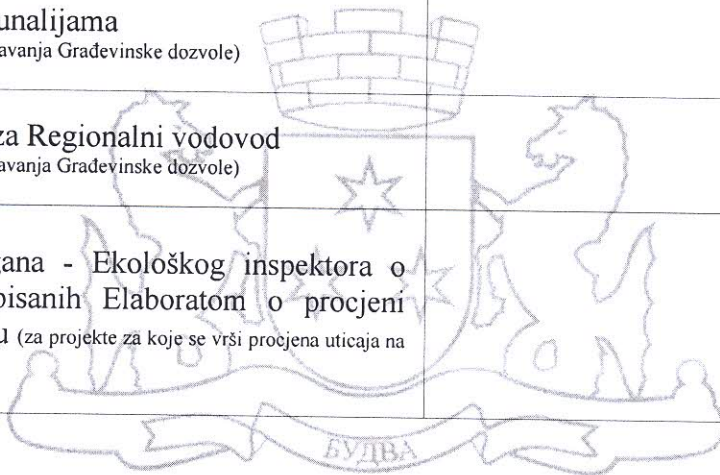 unalijama
avanja Građevinske dozvole)
za Regionalni vodovod
avanja Građevinske dozvole)
gana - Ekološkog inspektora o
pisanih Elaboratom o procjeni
u (za projekte za koje se vrši procjena uticaja na
БУДВА